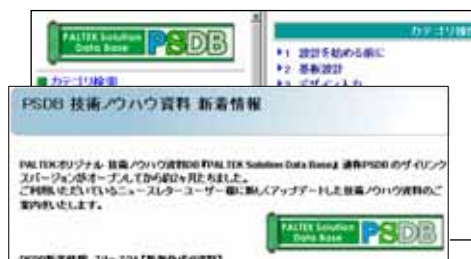 PALTEK Solution
Data Base PSDB
カテゴリ検索
1 設計を始める前に
2 基板設計
3 デザイン入力
PSDB 技術ノウハウ資料 新着情報
PALTEKオリジナル 技術ノウハウ資料DB『PALTEK Solution Data Base』 通称PSDB のザイリンク
スバージョンがオープンしてから約2ヶ月たちました。
ご利用いただいているニュースレターユーザー様に新しくアップデートした技術ノウハウ資料のご
案内をいたします。
PALTEK Solution
Data Base PSDB